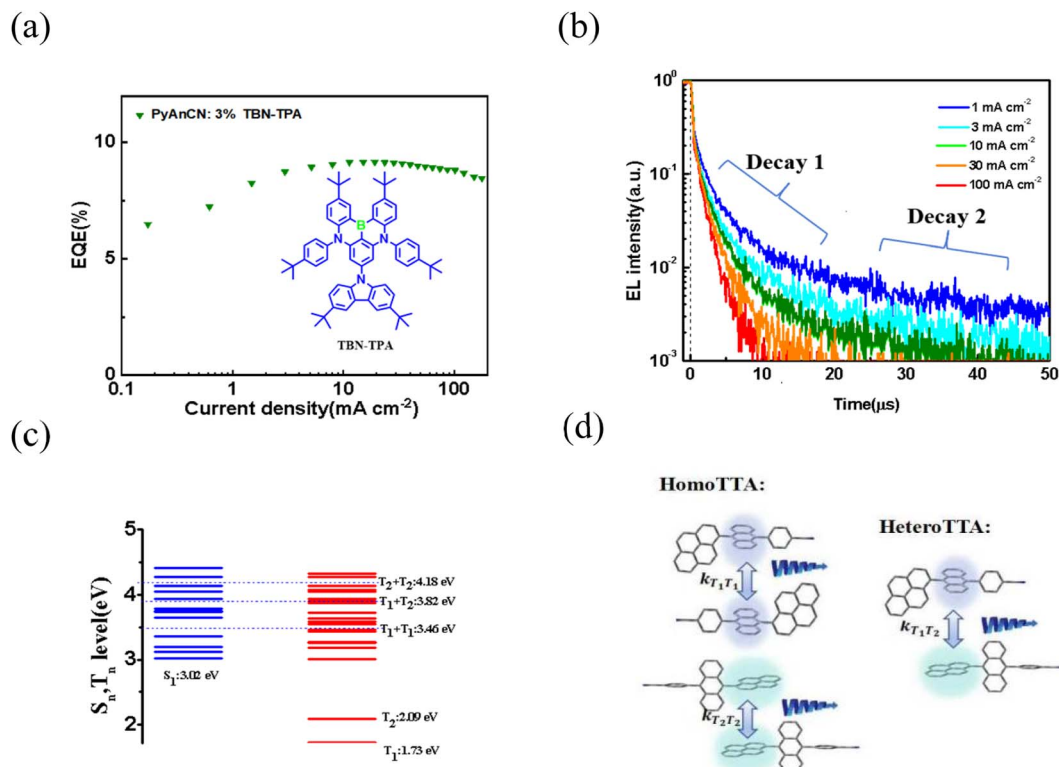 (a)
PyAnCN: 3% TBN-TPA
EQE(%)
10
5
0
0.1
1
10
100
Current density(mA cm-2)
B
N
N
N
TBN-TPA
(b)
EL intensity(a.u.)
10^0
10^-1
10^-2
10^-3
1 mA cm-2
3 mA cm-2
10 mA cm-2
30 mA cm-2
100 mA cm-2
Decay 1
Decay 2
0
10
20
30
40
50
Time(μs)
(c)
Sn,Tn level(eV)
5
4
3
2
T2+T2:4.18 eV
T1+T2:3.82 eV
T1+T1:3.46 eV
S1:3.02 eV
T2:2.09 eV
T1:1.73 eV
(d)
HomoTTA:
kT1T1
kT2T2
HeteroTTA:
kT1T2